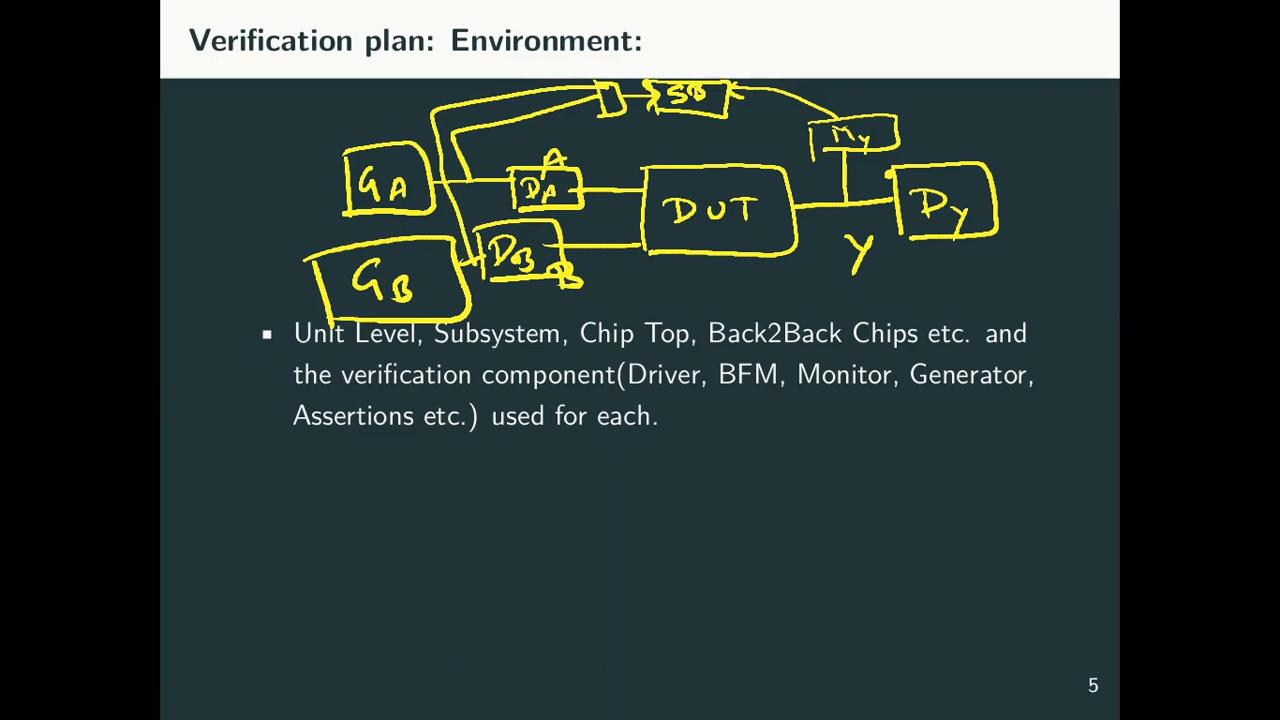 Verification plan: Environment:
SB
My
A
GA
DA
DUT
Dy
GB
DB
B
Y
▪ Unit Level, Subsystem, Chip Top, Back2Back Chips etc. and
the verification component(Driver, BFM, Monitor, Generator,
Assertions etc.) used for each.
5